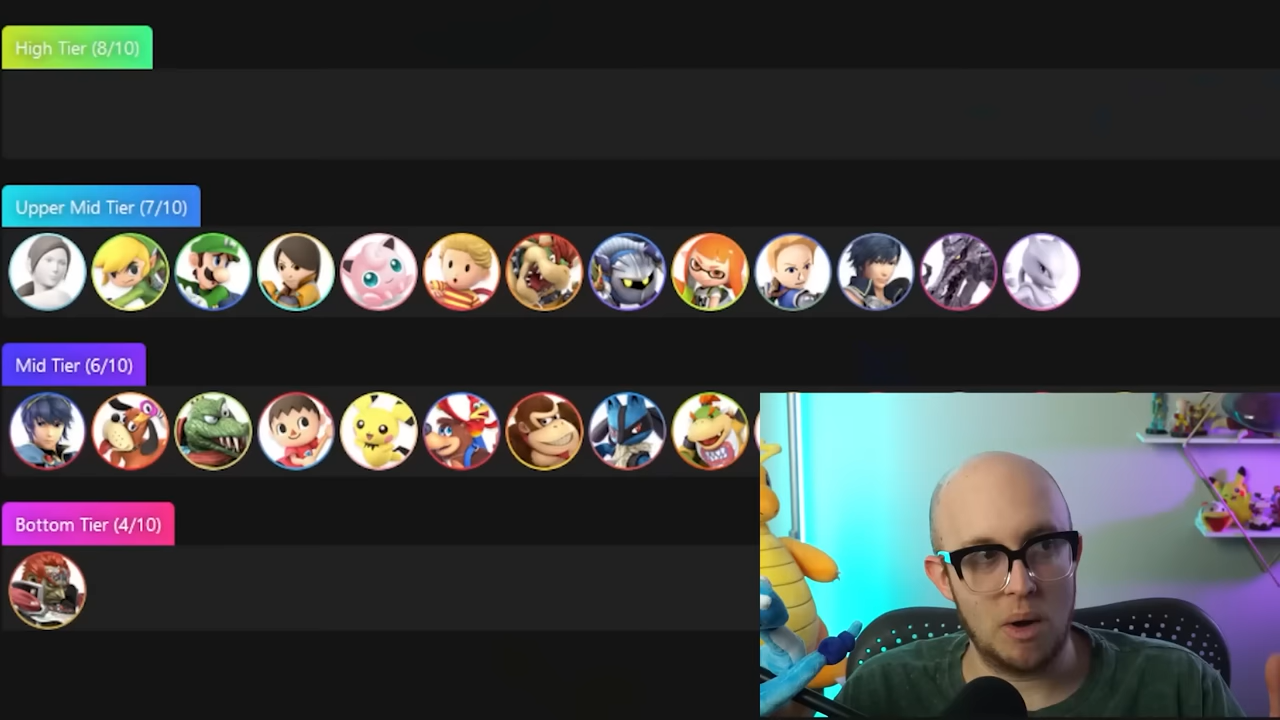 High Tier (8/10)
Upper Mid Tier (7/10)
Mid Tier (6/10)
Bottom Tier (4/10)